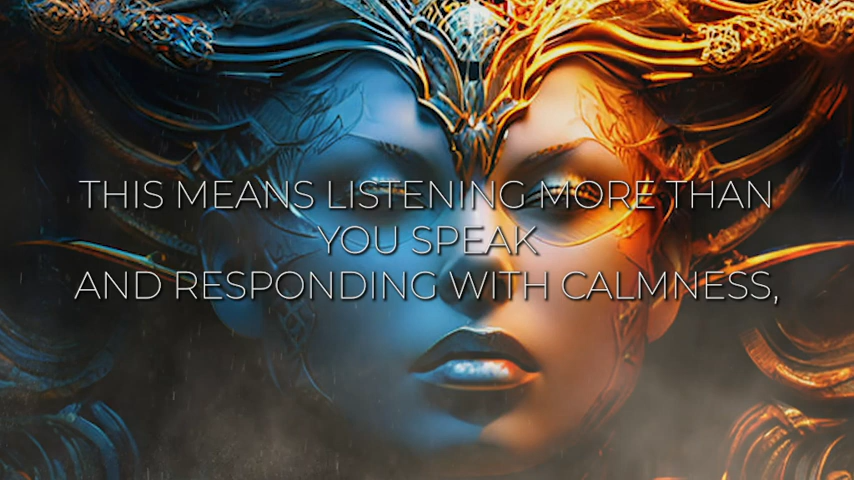 THIS MEANS LISTENING MORE THAN
YOU SPEAK
AND RESPONDING WITH CALMNESS,